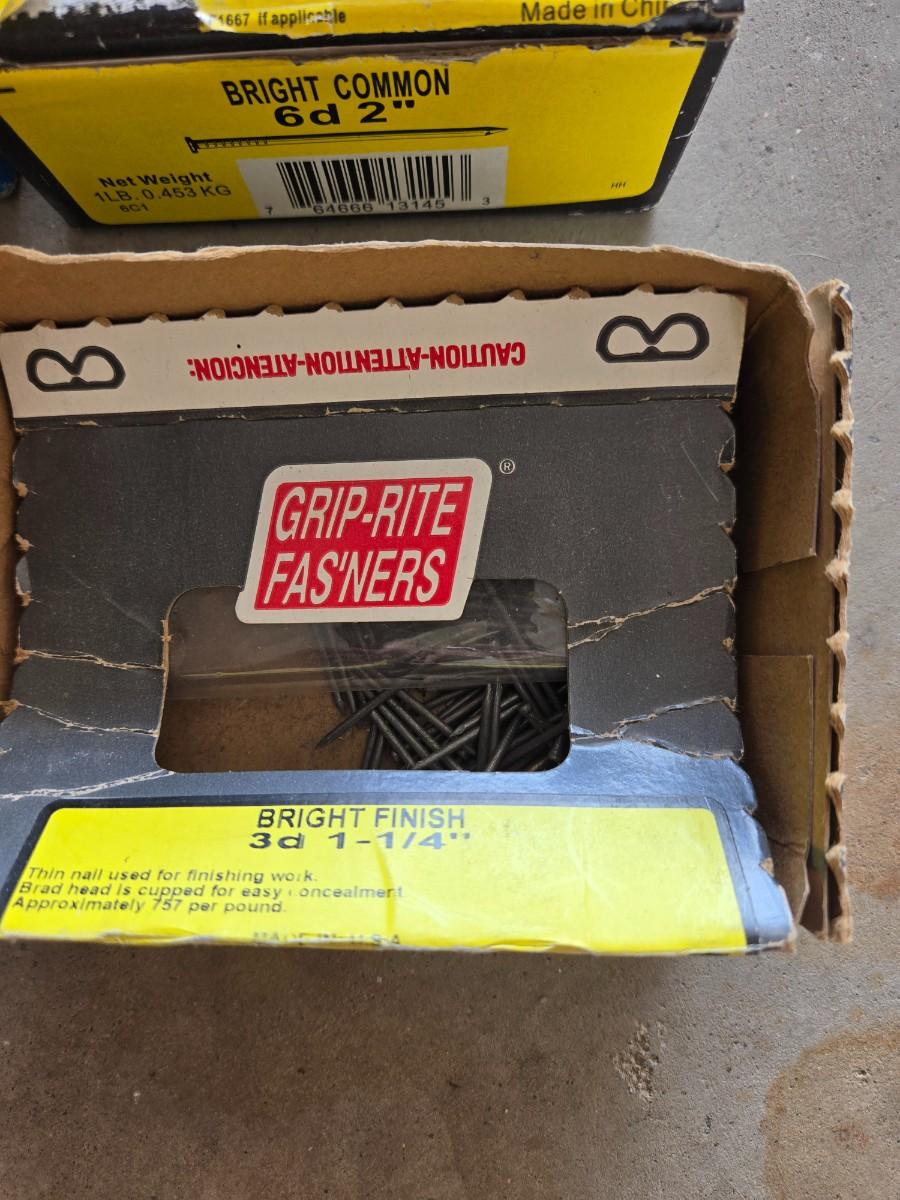 1667 if applicable
Made in
BRIGHT COMMON
6d 2"
Net Weight
1LB. 0.453 KG
6C1
7 64666 13145 3
HH
CAUTION-ATTENTION-ATENCION:
GRIP-RITE
FAS'NERS
®
BRIGHT FINISH
3d 1-1/4"
Thin nail used for finishing work.
Brad head is cupped for easy concealment
Approximately 757 per pound.
MADE IN U.S.A